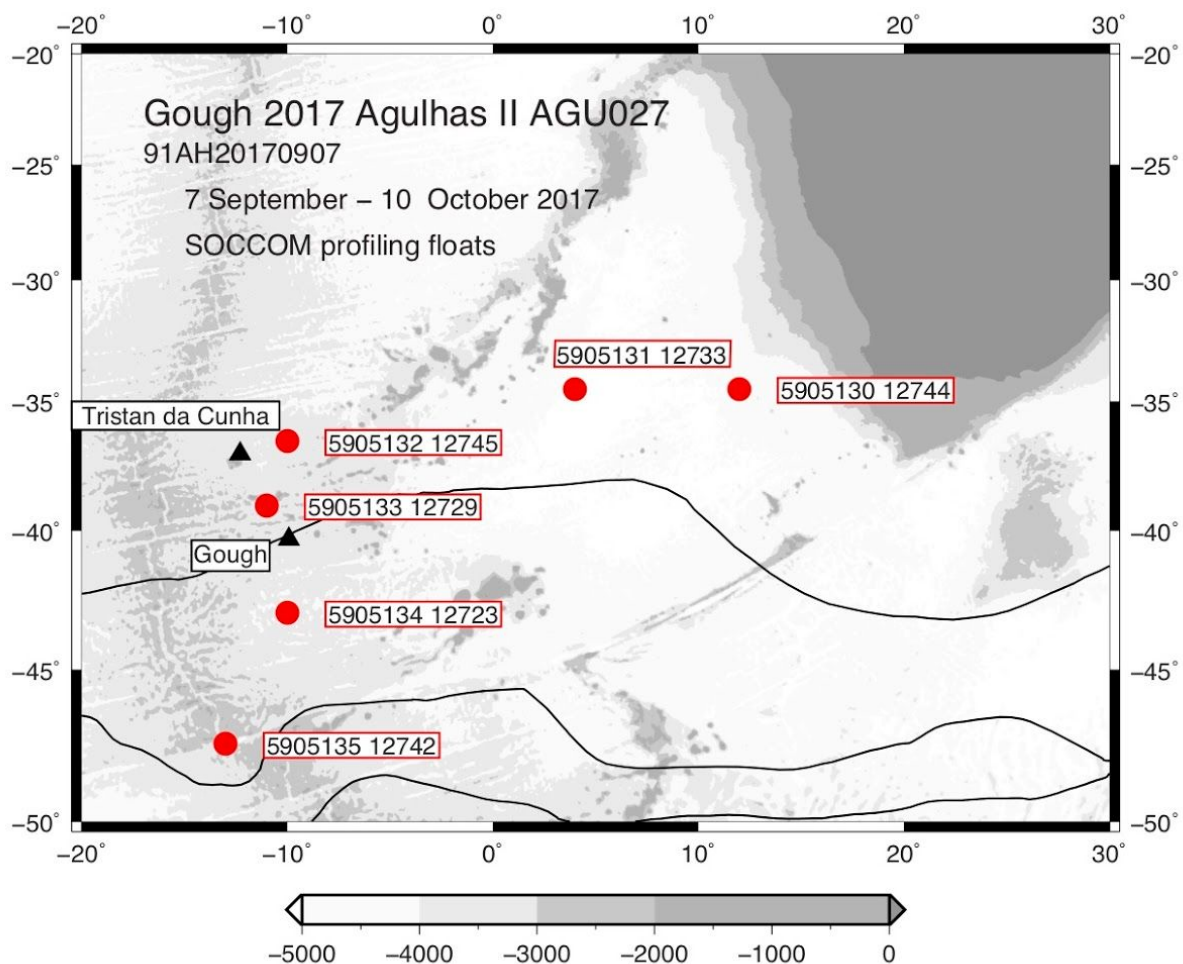 −20˚ −10˚ 0˚ 10˚ 20˚ 30˚
−20˚ −20˚
Gough 2017 Agulhas II AGU027
91AH20170907
−25˚ −25˚
7 September − 10 October 2017
SOCCOM profiling floats
−30˚ −30˚
5905131 12733
5905130 12744
−35˚ −35˚
Tristan da Cunha
5905132 12745
5905133 12729
−40˚ −40˚
Gough
5905134 12723
−45˚ −45˚
5905135 12742
−50˚ −50˚
−20˚ −10˚ 0˚ 10˚ 20˚ 30˚
−5000 −4000 −3000 −2000 −1000 0